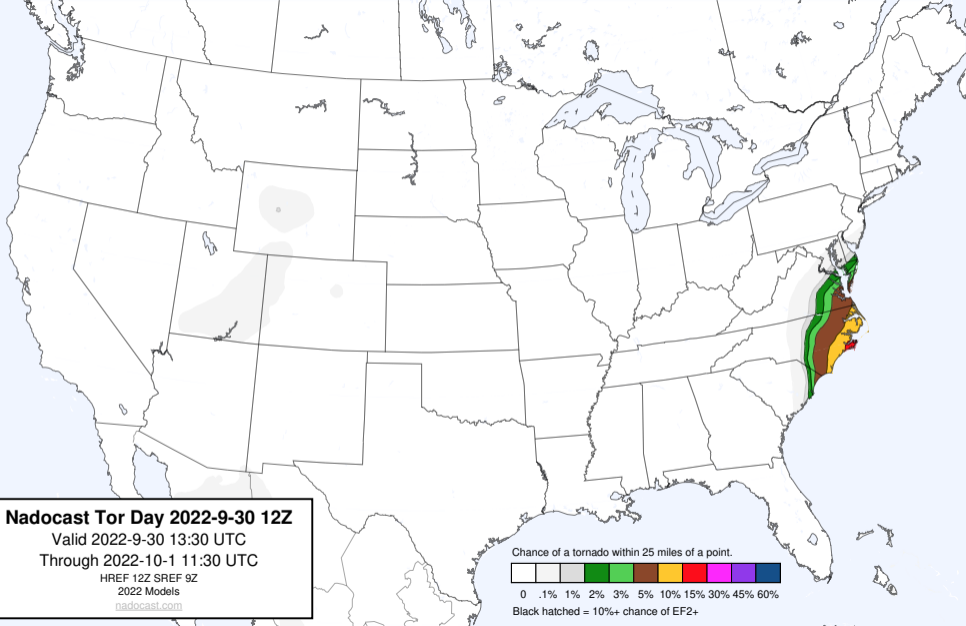 Nadocast Tor Day 2022-9-30 12Z
Valid 2022-9-30 13:30 UTC
Through 2022-10-1 11:30 UTC
HREF 12Z SREF 9Z
2022 Models
nadocast.com
Chance of a tornado within 25 miles of a point.
0 .1% 1% 2% 3% 5% 10% 15% 30% 45% 60%
Black hatched = 10%+ chance of EF2+